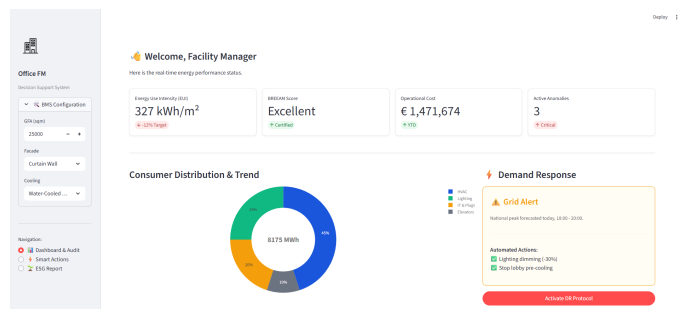 Deploy
Office FM
Decision Support System
BMS Configuration
GFA (sqm)
25000
Facade
Curtain Wall
Cooling
Water-Cooled ...
Navigation:
Dashboard & Audit
Smart Actions
ESG Report
Welcome, Facility Manager
Here is the real-time energy performance status.
Energy Use Intensity (EUI)
327 kWh/m²
↓ -12% Target
BREEAM Score
Excellent
↑ Certified
Operational Cost
€ 1,471,674
↑ YTD
Active Anomalies
3
↑ Critical
Consumer Distribution & Trend
HVAC
Lighting
IT & Plugs
Elevators
45%
20%
10%
8175 MWh
Demand Response
Grid Alert
National peak forecasted today, 18:00 - 20:00.
Automated Actions:
Lighting dimming (-30%)
Stop lobby pre-cooling
Activate DR Protocol